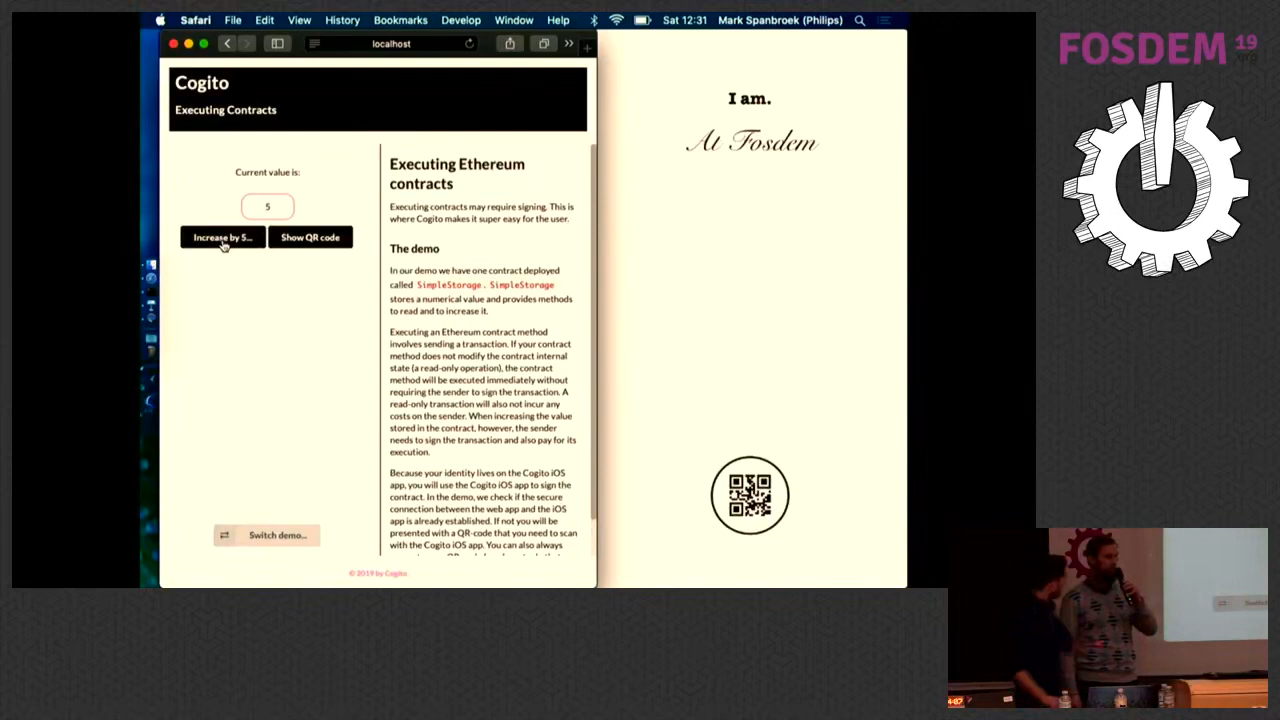 Safari File Edit View History Bookmarks Develop Window Help Sat 12:31 Mark Spanbroek (Philips)
localhost
Cogito
Executing Contracts
Current value is:
5
Increase by 5...
Show QR code
Switch demo...
Executing Ethereum
contracts
Executing contracts may require signing. This is
where Cogito makes it super easy for the user.
The demo
In our demo we have one contract deployed
called SimpleStorage. SimpleStorage
stores a numerical value and provides methods
to read and to increase it.
Executing an Ethereum contract method
involves sending a transaction. If your contract
method does not modify the contract internal
state (a read-only operation), the contract
method will be executed immediately without
requiring the sender to sign the transaction. A
read-only transaction will also not incur any
costs on the sender. When increasing the value
stored in the contract, however, the sender
needs to sign the transaction and also pay for its
execution.
Because your identity lives on the Cogito iOS
app, you will use the Cogito iOS app to sign the
contract. In the demo, we check if the secure
connection between the web app and the iOS
app is already established. If not you will be
presented with a QR-code that you need to scan
with the Cogito iOS app. You can also always
© 2019 by Cogito
I am.
At Fosdem
FOSDEM 19
.org
Switch